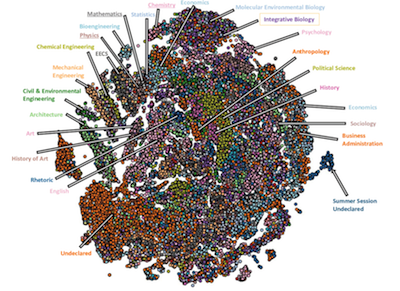 Chemistry
Economics
Molecular Environmental Biology
Mathematics
Statistics
Integrative Biology
Bioengineering
Physics
Psychology
Chemical Engineering
EECS
Anthropology
Mechanical
Engineering
Political Science
History
Civil & Environmental
Engineering
Economics
Architecture
Sociology
Art
Business
Administration
History of Art
Rhetoric
English
Summer Session
Undeclared
Undeclared